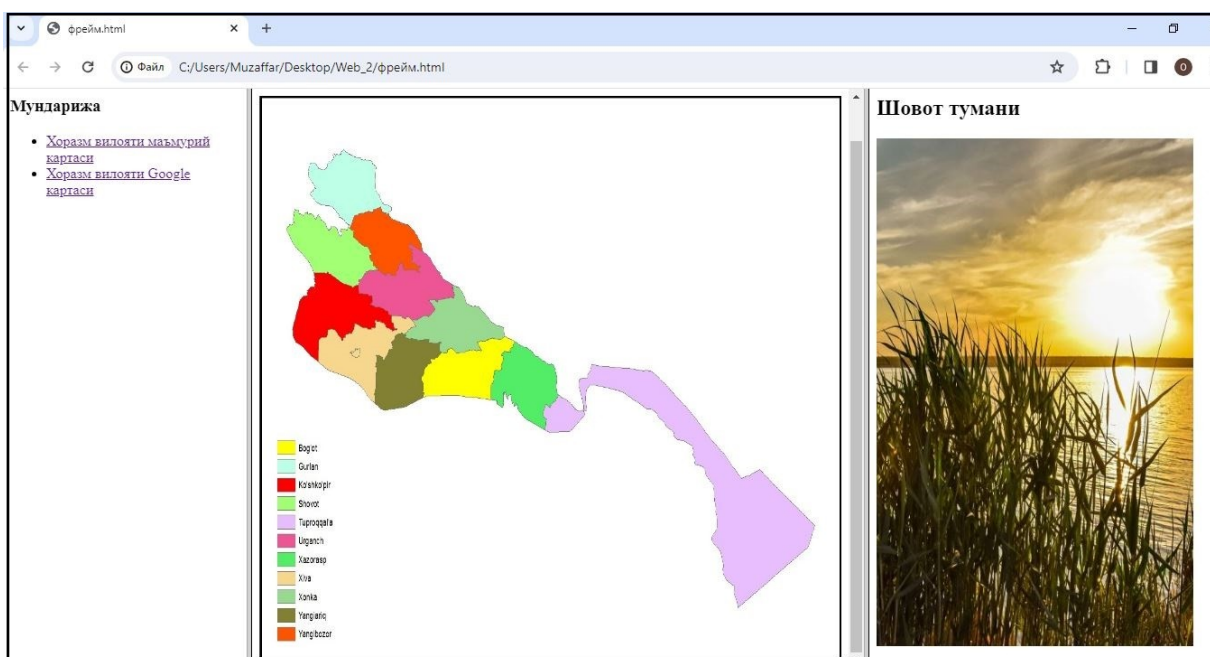 фрейм.html
Файл C:/Users/Muzaffar/Desktop/Web_2/фрейм.html
O
Мундарижа
Хоразм вилояти маъмурий
картаси
Хоразм вилояти Google
картаси
Bog'ot
Gurlan
Ko'shko'pir
Shovot
Tuproqqal'a
Urganch
Xazorasp
Xiva
Xonka
Yangiariq
Yangibozor
Шовот тумани